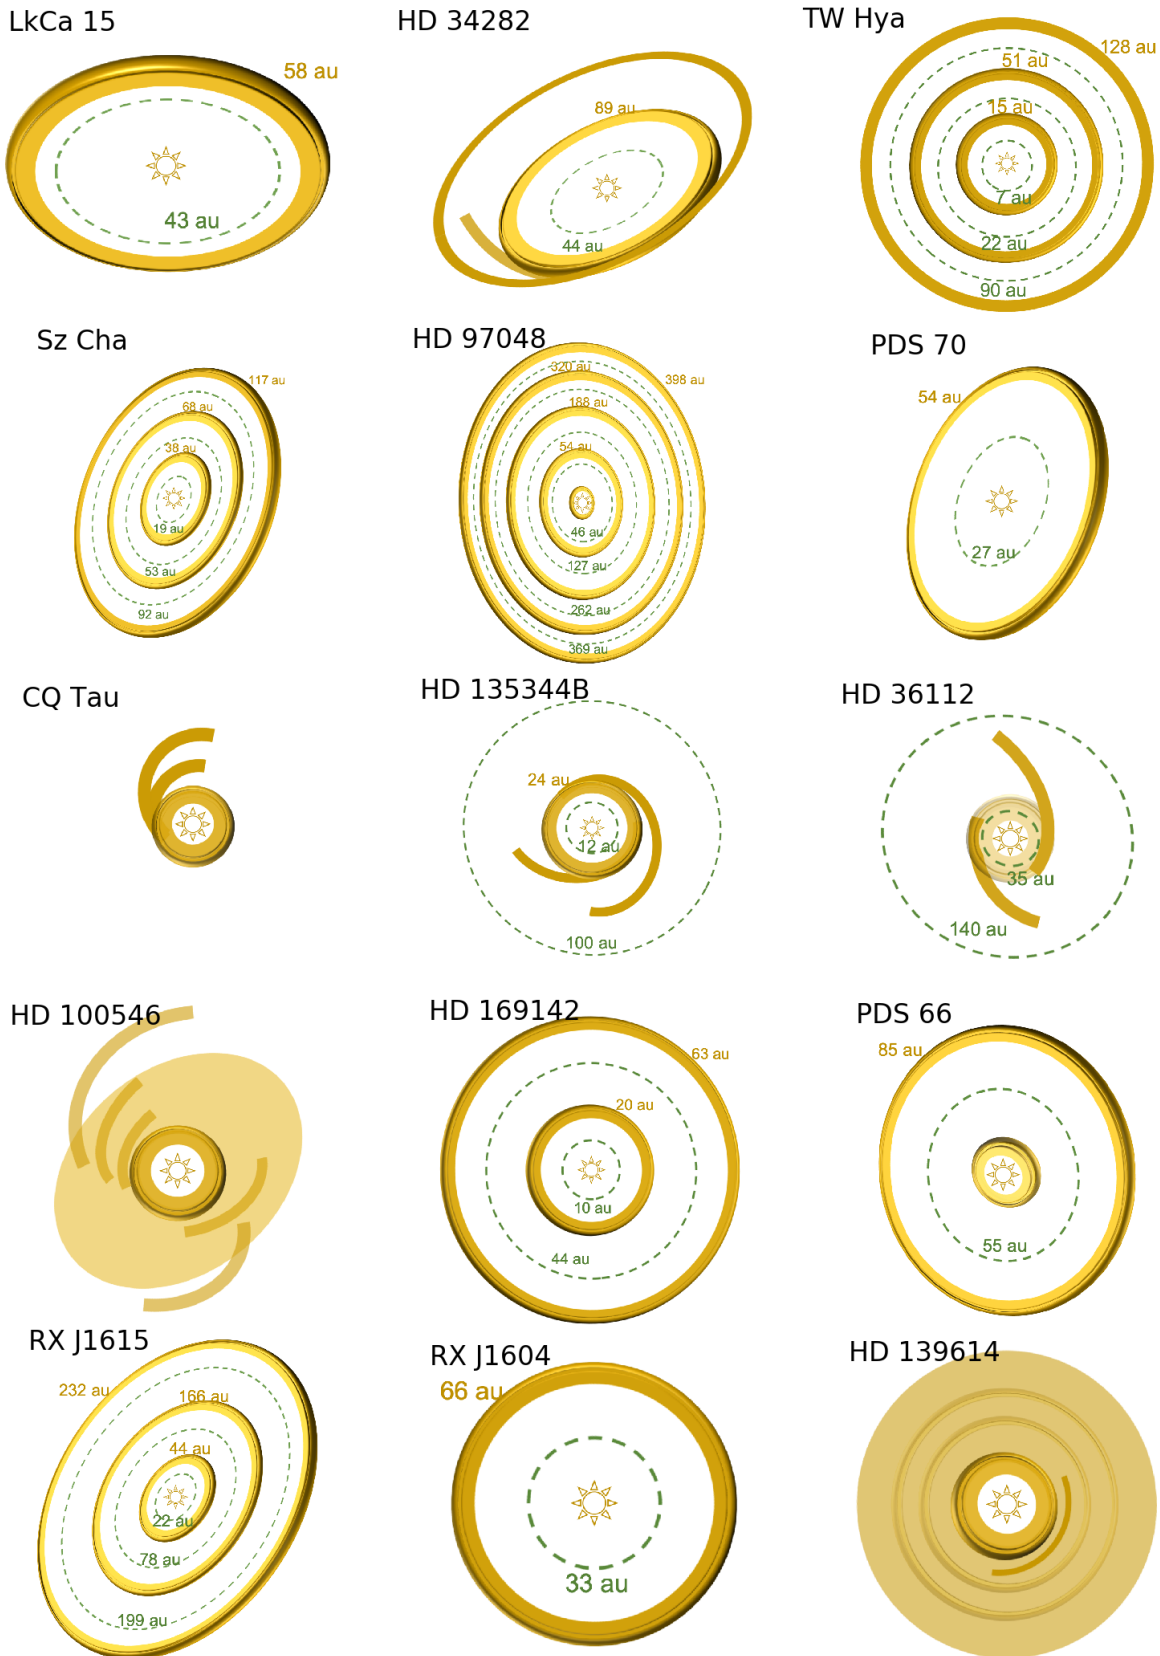 LkCa 15
58 au
43 au
HD 34282
89 au
44 au
TW Hya
128 au
51 au
15 au
7 au
22 au
90 au
Sz Cha
117 au
68 au
38 au
19 au
53 au
92 au
HD 97048
320 au
398 au
188 au
54 au
46 au
127 au
262 au
369 au
PDS 70
54 au
27 au
CQ Tau
HD 135344B
24 au
12 au
100 au
HD 36112
35 au
140 au
HD 100546
HD 169142
63 au
20 au
10 au
44 au
PDS 66
85 au
55 au
RX J1615
232 au
166 au
44 au
22 au
78 au
199 au
RX J1604
66 au
33 au
HD 139614